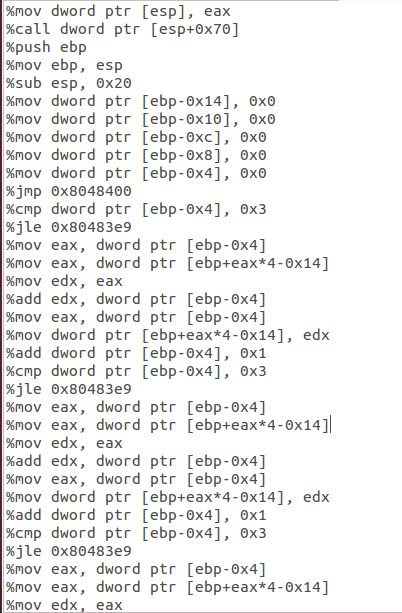 %mov dword ptr [esp], eax
%call dword ptr [esp+0x70]
%push ebp
%mov ebp, esp
%sub esp, 0x20
%mov dword ptr [ebp-0x14], 0x0
%mov dword ptr [ebp-0x10], 0x0
%mov dword ptr [ebp-0xc], 0x0
%mov dword ptr [ebp-0x8], 0x0
%mov dword ptr [ebp-0x4], 0x0
%jmp 0x8048400
%cmp dword ptr [ebp-0x4], 0x3
%jle 0x80483e9
%mov eax, dword ptr [ebp-0x4]
%mov eax, dword ptr [ebp+eax*4-0x14]
%mov edx, eax
%add edx, dword ptr [ebp-0x4]
%mov eax, dword ptr [ebp-0x4]
%mov dword ptr [ebp+eax*4-0x14], edx
%add dword ptr [ebp-0x4], 0x1
%cmp dword ptr [ebp-0x4], 0x3
%jle 0x80483e9
%mov eax, dword ptr [ebp-0x4]
%mov eax, dword ptr [ebp+eax*4-0x14]
%mov edx, eax
%add edx, dword ptr [ebp-0x4]
%mov eax, dword ptr [ebp-0x4]
%mov dword ptr [ebp+eax*4-0x14], edx
%add dword ptr [ebp-0x4], 0x1
%cmp dword ptr [ebp-0x4], 0x3
%jle 0x80483e9
%mov eax, dword ptr [ebp-0x4]
%mov eax, dword ptr [ebp+eax*4-0x14]
%mov edx, eax